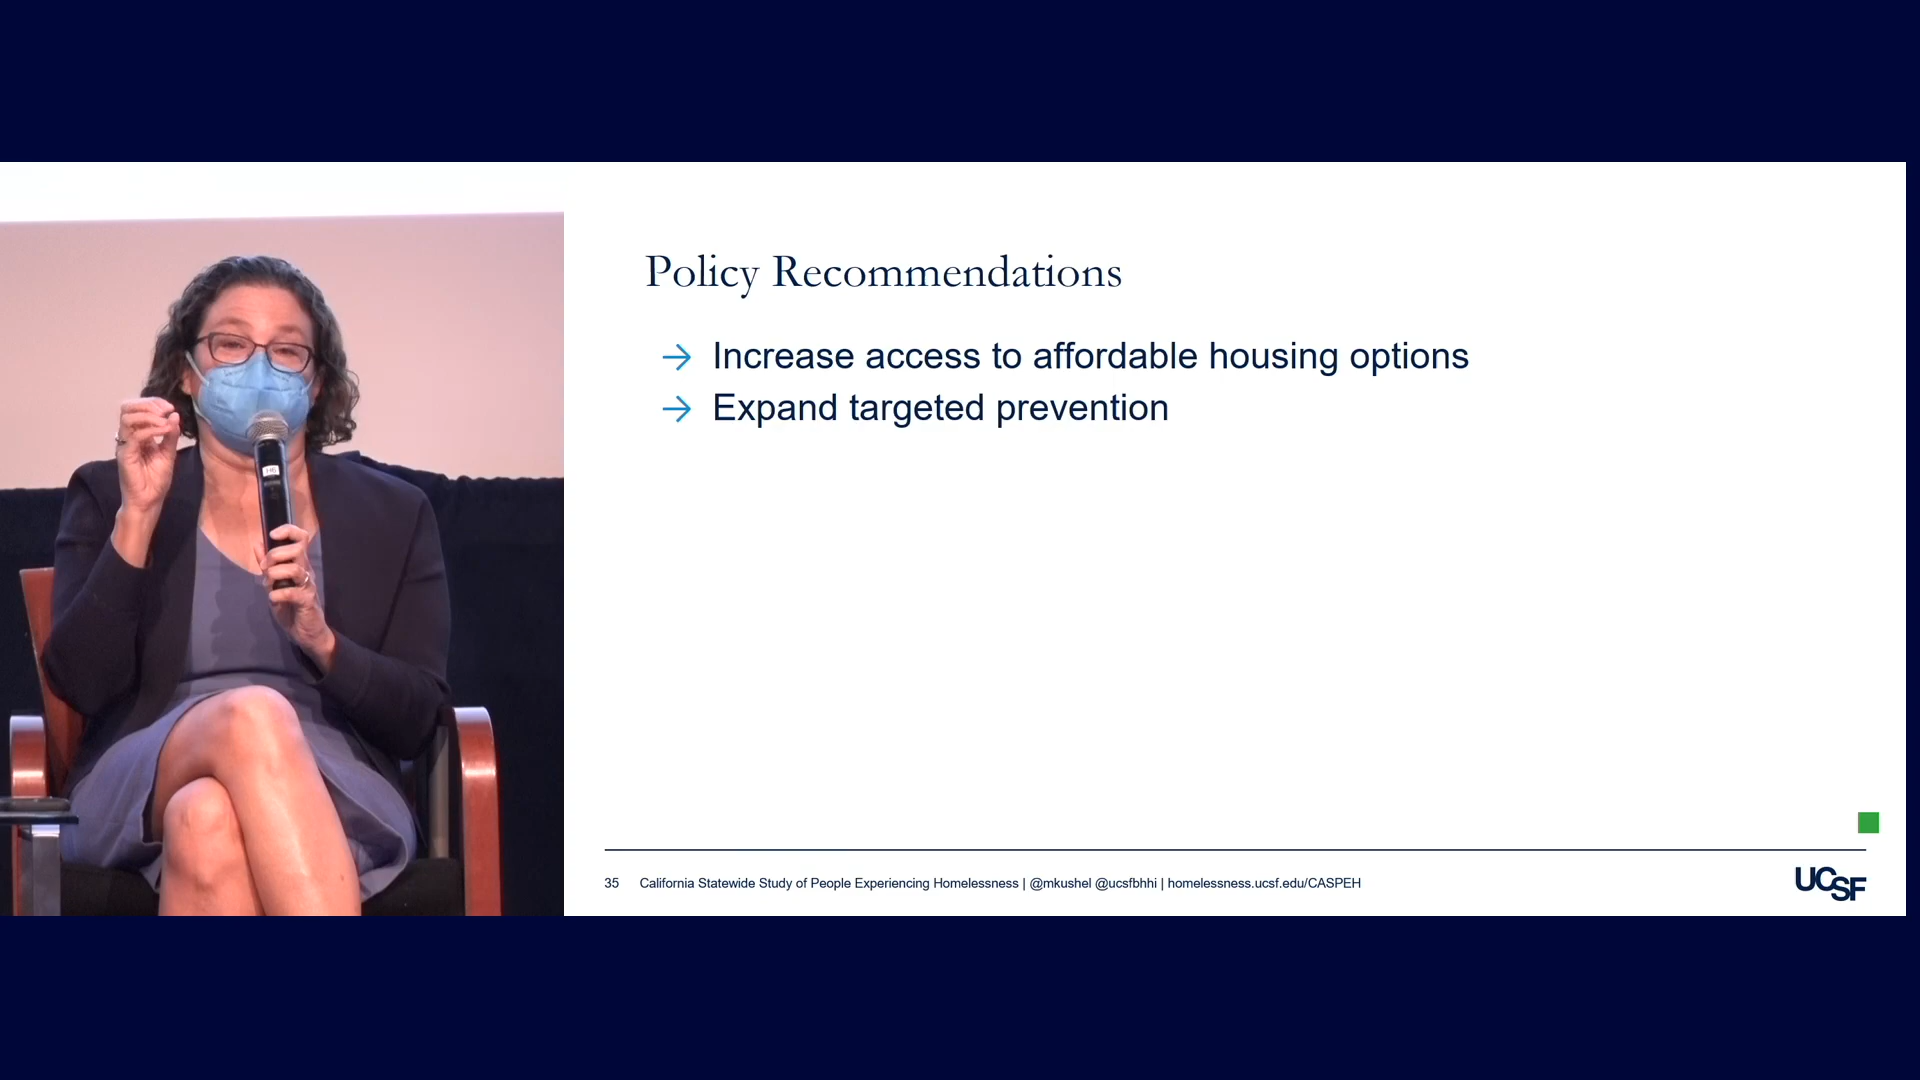 Policy Recommendations
→ Increase access to affordable housing options
→ Expand targeted prevention
35 California Statewide Study of People Experiencing Homelessness | @mkushel @ucsfbhhi | homelessness.ucsf.edu/CASPEH
UCSF